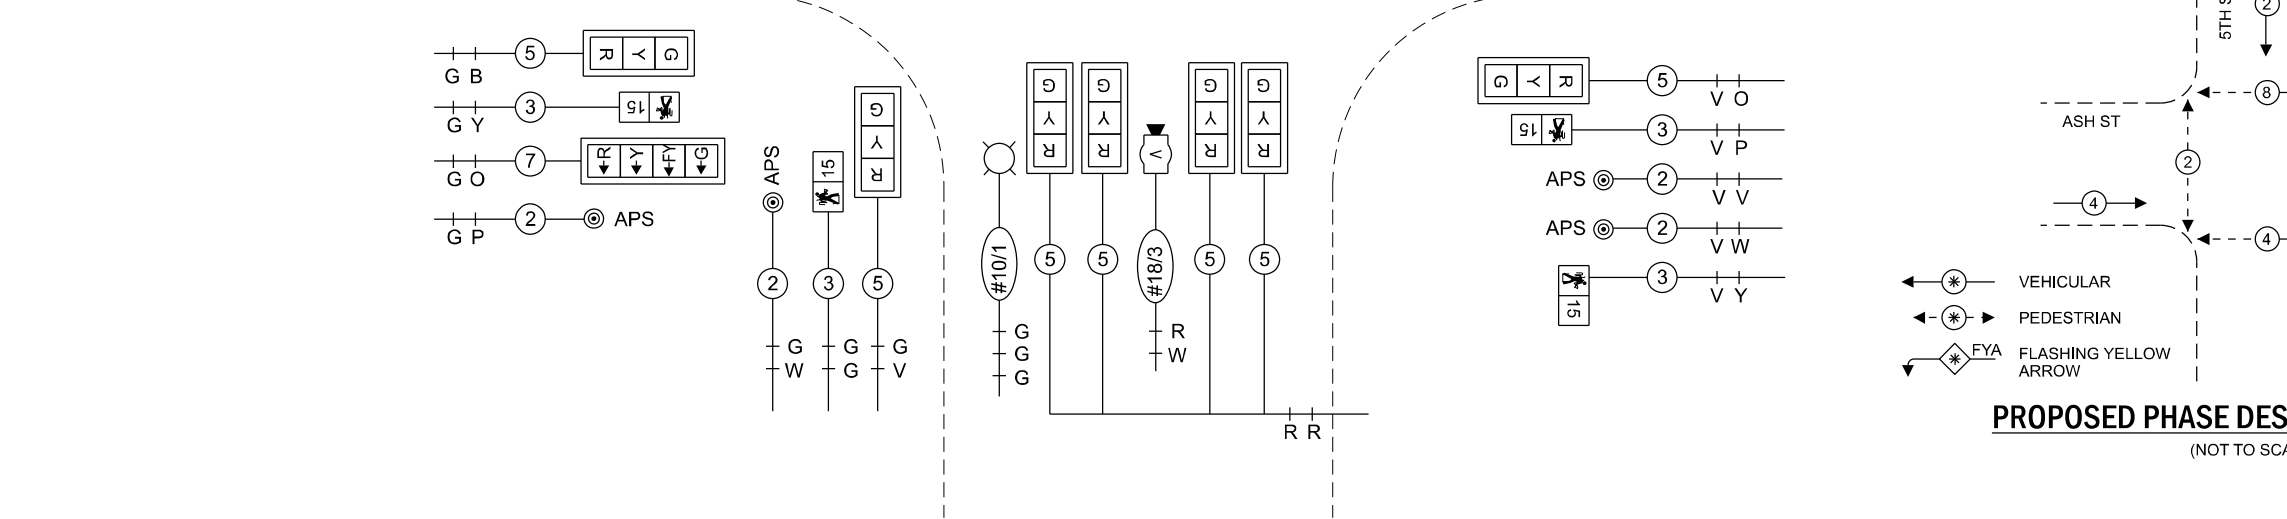 5
G B
R Y G
3
G Y
15
7
G O
R Y FY G
2
G P
APS
APS
2
G
W
15
3
G
G
G
Y
R
5
G
V
#10/1
G
G
G
G
Y
R
5
G
Y
R
5
V
#18/3
R
W
G
Y
R
5
G
Y
R
5
R R
G Y R
5
V O
15
3
V P
APS
2
V V
APS
2
V W
15
3
V Y
5TH S
2
8
ASH ST
2
4
4
VEHICULAR
PEDESTRIAN
FYA
FLASHING YELLOW
ARROW
PROPOSED PHASE DES
(NOT TO SCA